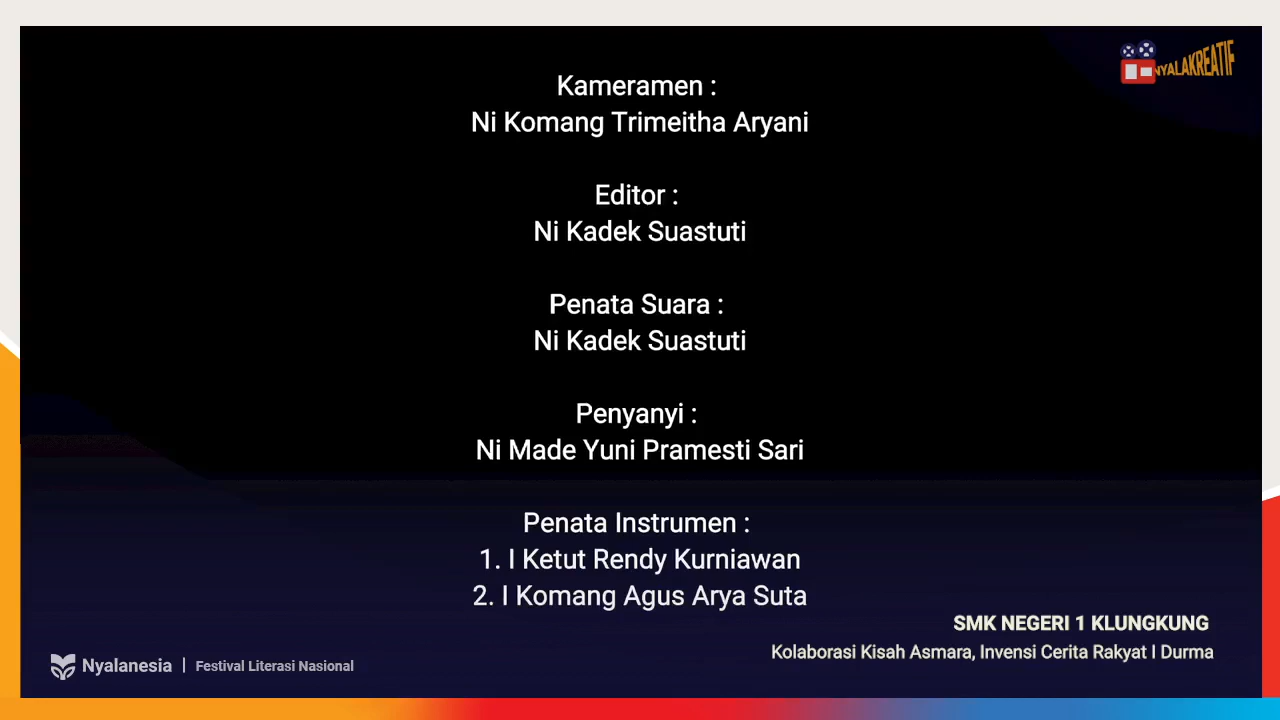 NYALAKREATIF
Kameramen :
Ni Komang Trimeitha Aryani
Editor :
Ni Kadek Suastuti
Penata Suara :
Ni Kadek Suastuti
Penyanyi :
Ni Made Yuni Pramesti Sari
Penata Instrumen :
1. I Ketut Rendy Kurniawan
2. I Komang Agus Arya Suta
SMK NEGERI 1 KLUNGKUNG
Kolaborasi Kisah Asmara, Invensi Cerita Rakyat I Durma
Nyalanesia | Festival Literasi Nasional